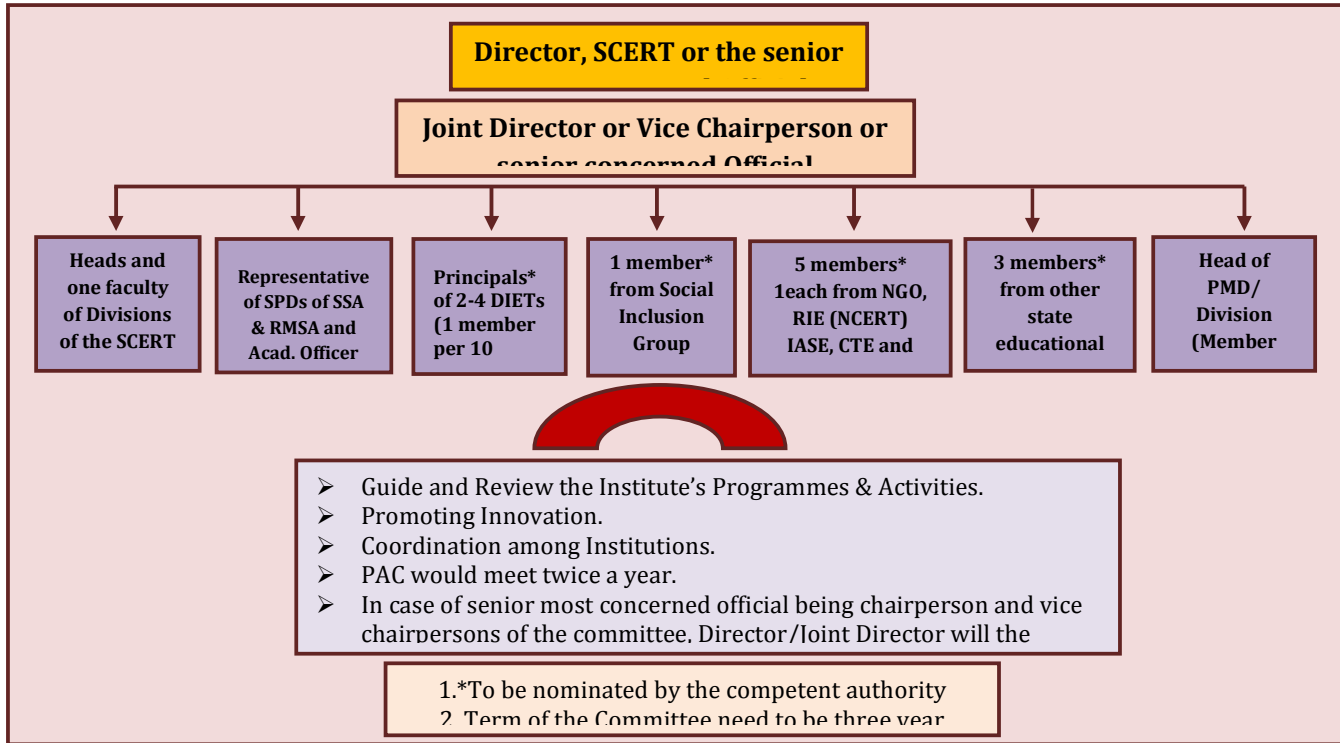 Director, SCERT or the senior
Joint Director or Vice Chairperson or
senior concerned Official
Heads and
one faculty
of Divisions
of the SCERT
Representative
of SPDs of SSA
& RMSA and
Acad. Officer
Principals*
of 2-4 DIETs
(1 member
per 10
1 member*
from Social
Inclusion
Group
5 members*
1each from NGO,
RIE (NCERT)
IASE, CTE and
3 members*
from other
state
educational
Head of
PMD/
Division
(Member
➢ Guide and Review the Institute’s Programmes & Activities.
➢ Promoting Innovation.
➢ Coordination among Institutions.
➢ PAC would meet twice a year.
➢ In case of senior most concerned official being chairperson and vice
chairpersons of the committee, Director/Joint Director will the
1.*To be nominated by the competent authority
2. Term of the Committee need to be three year